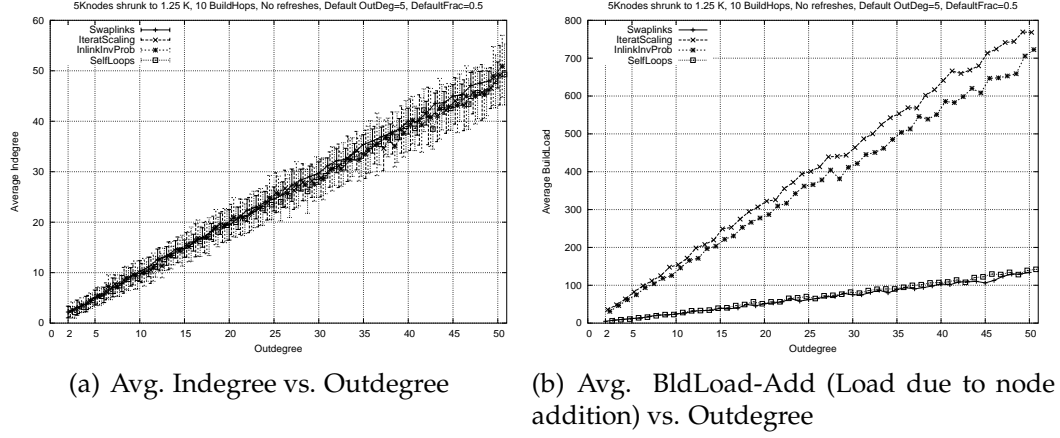 5Knodes shrunk to 1.25 K, 10 BuildHops, No refreshes, Default OutDeg=5, DefaultFrac=0.5
Swaplinks
IteratScaling
InlinkInvProb
SelfLoops
Average Indegree
60
50
40
30
20
10
0
0 2 5 10 15 20 25 30 35 40 45 50
Outdegree
(a) Avg. Indegree vs. Outdegree
5Knodes shrunk to 1.25 K, 10 BuildHops, No refreshes, Default OutDeg=5, DefaultFrac=0.5
Swaplinks
IteratScaling
InlinkInvProb
SelfLoops
Average BuildLoad
800
700
600
500
400
300
200
100
0
0 2 5 10 15 20 25 30 35 40 45 50
Outdegree
(b) Avg. BldLoad-Add (Load due to node
addition) vs. Outdegree